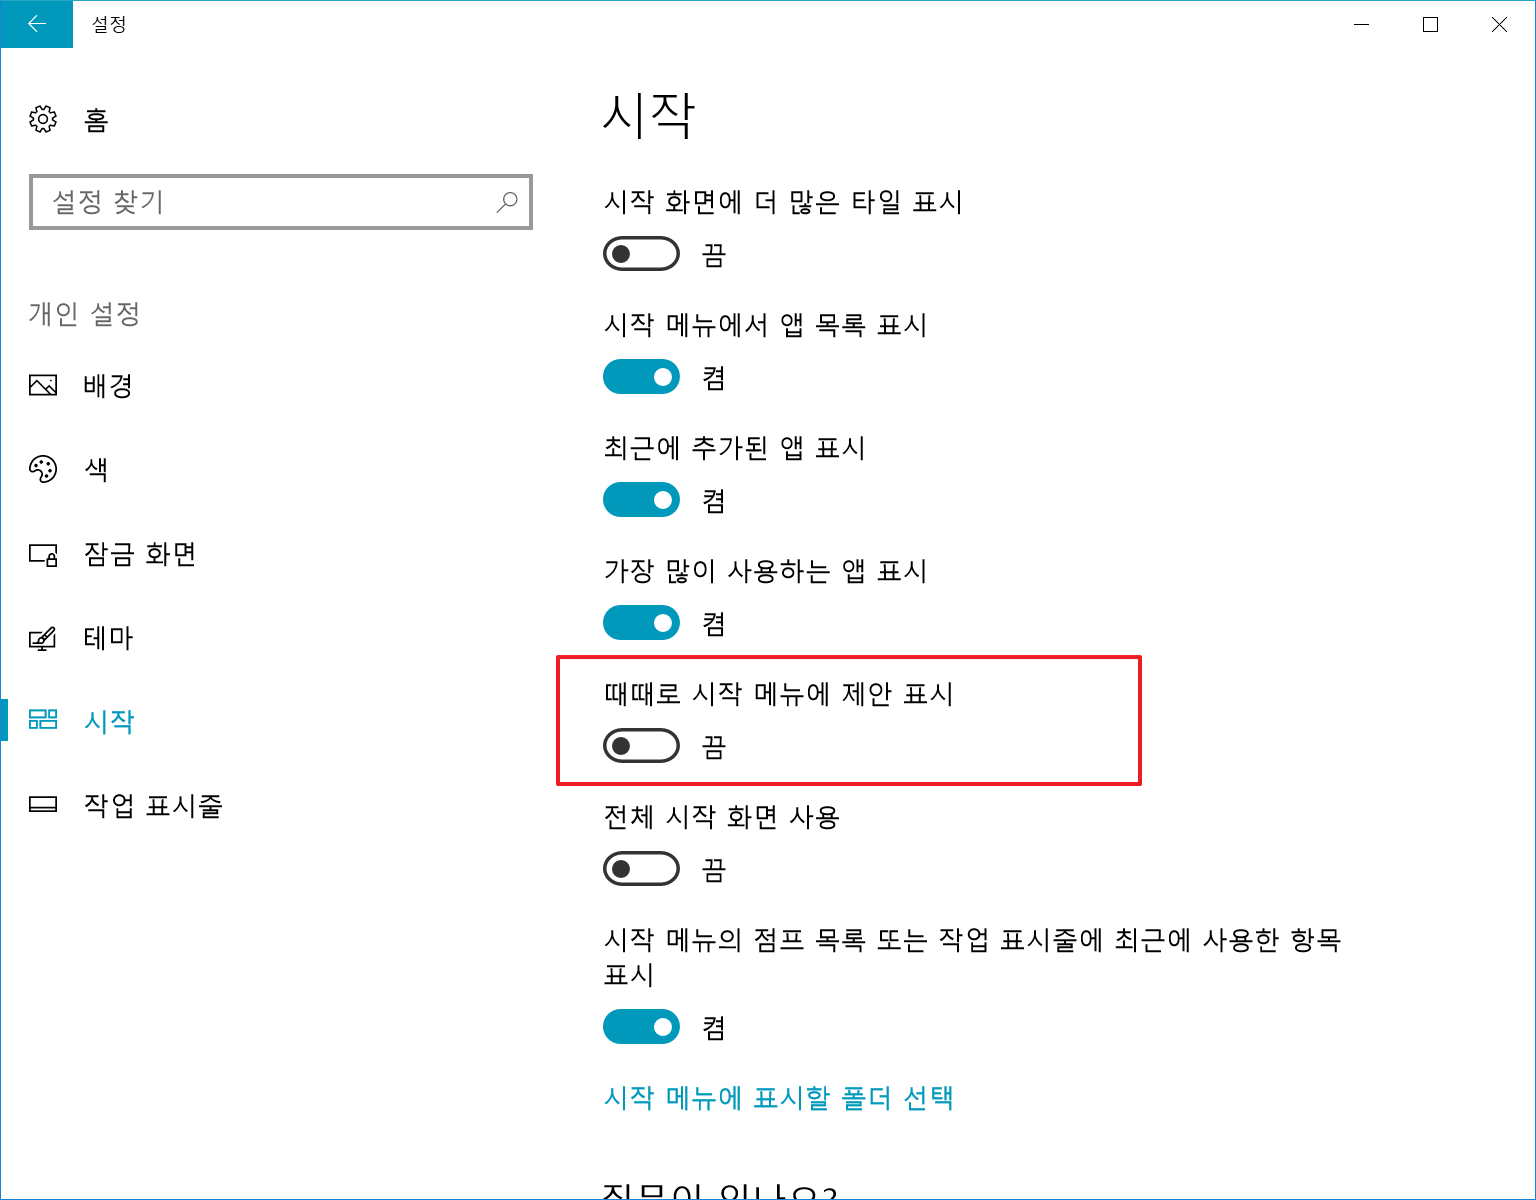 설정
홈
설정 찾기
개인 설정
배경
색
잠금 화면
테마
시작
작업 표시줄
시작
시작 화면에 더 많은 타일 표시
끔
시작 메뉴에서 앱 목록 표시
켬
최근에 추가된 앱 표시
켬
가장 많이 사용하는 앱 표시
켬
때때로 시작 메뉴에 제안 표시
끔
전체 시작 화면 사용
끔
시작 메뉴의 점프 목록 또는 작업 표시줄에 최근에 사용한 항목
표시
켬
시작 메뉴에 표시할 폴더 선택
질문이 있나요?